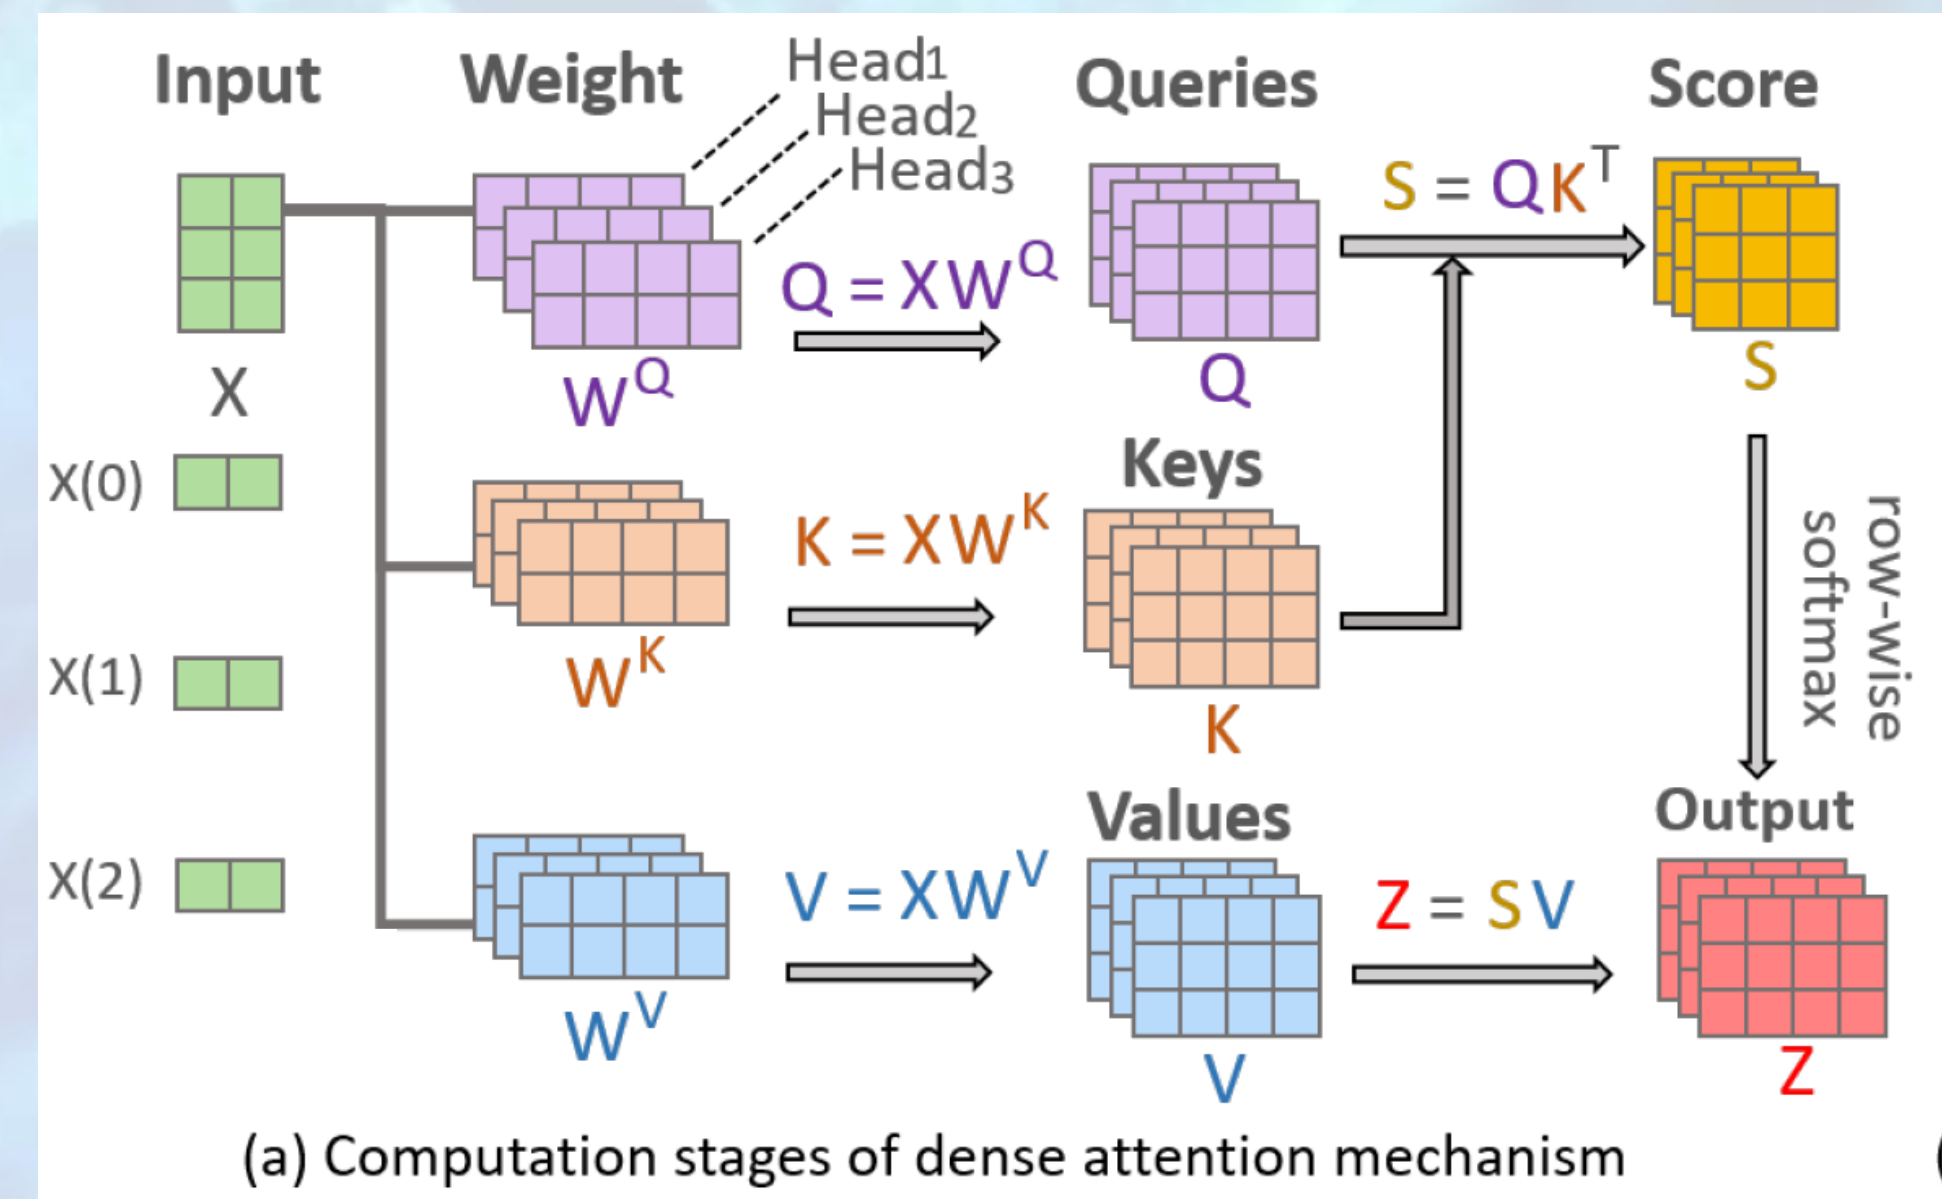 Input
Weight
Head1
Head2
Head3
Queries
Score
X
W^Q
Q = XW^Q
Q
S = QK^T
S
X(0)
X(1)
X(2)
W^K
K = XW^K
Keys
K
row-wise
softmax
W^V
V = XW^V
Values
V
Z = SV
Output
Z
(a) Computation stages of dense attention mechanism